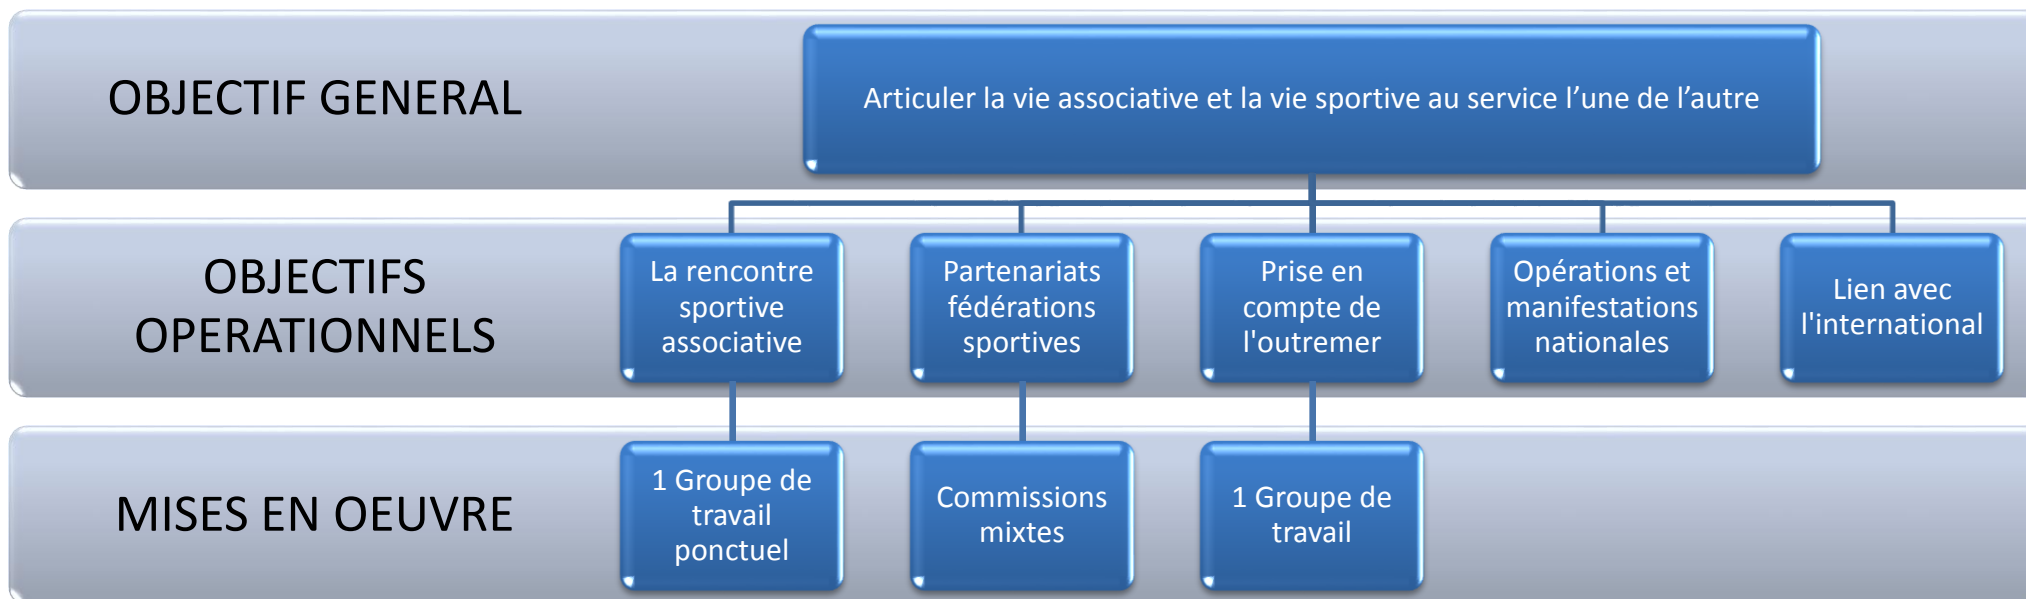 OBJECTIF GENERAL
Articuler la vie associative et la vie sportive au service l’une de l’autre
OBJECTIFS
OPERATIONNELS
La rencontre
sportive
associative
Partenariats
fédérations
sportives
Prise en
compte de
l'outremer
Opérations et
manifestations
nationales
Lien avec
l'international
MISES EN OEUVRE
1 Groupe de
travail
ponctuel
Commissions
mixtes
1 Groupe de
travail